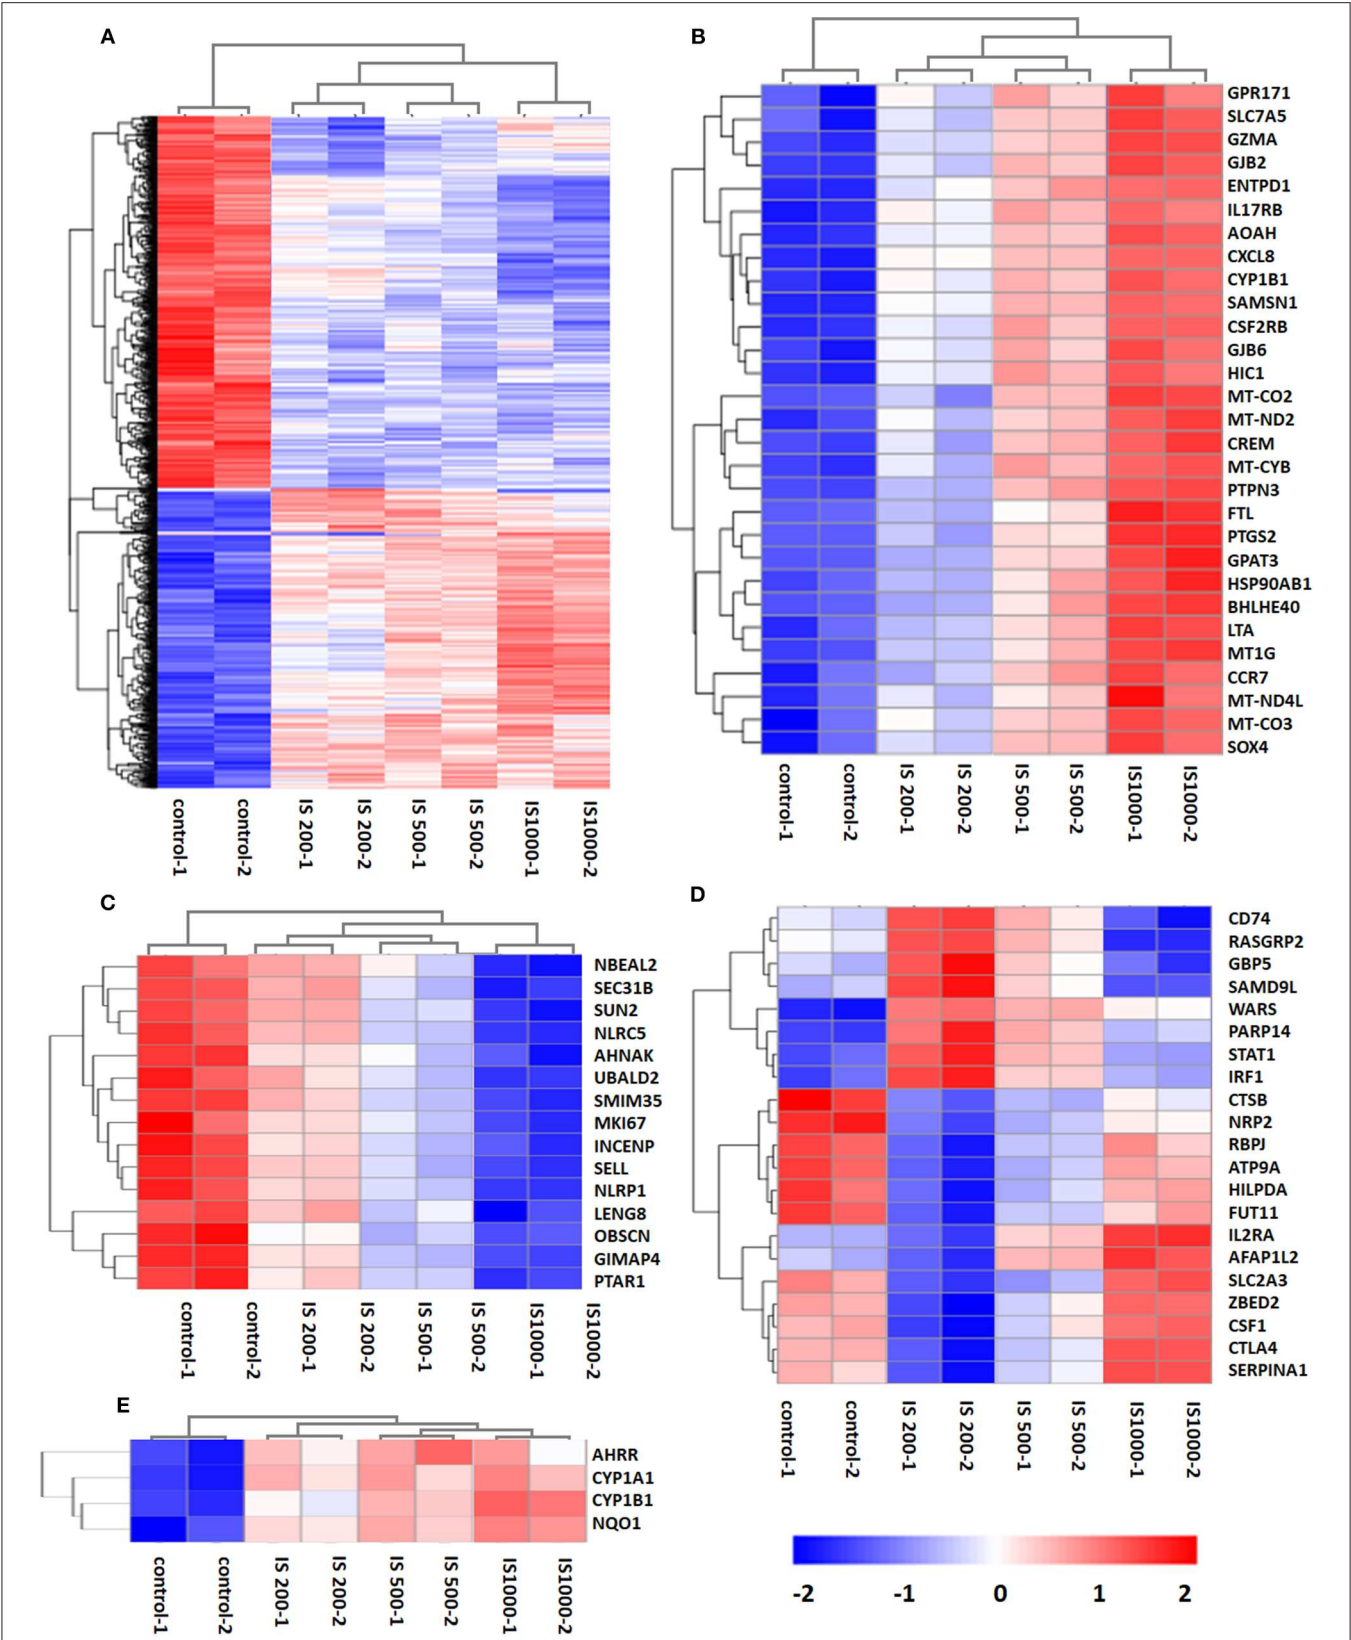 A
control-1
control-2
IS 200-1
IS 200-2
IS 500-1
IS 500-2
IS1000-1
IS1000-2
B
GPR171
SLC7A5
GZMA
GJB2
ENTPD1
IL17RB
AOAH
CXCL8
CYP1B1
SAMSN1
CSF2RB
GJB6
HIC1
MT-CO2
MT-ND2
CREM
MT-CYB
PTPN3
FTL
PTGS2
GPAT3
HSP90AB1
BHLHE40
LTA
MT1G
CCR7
MT-ND4L
MT-CO3
SOX4
control-1
control-2
IS 200-1
IS 200-2
IS 500-1
IS 500-2
IS1000-1
IS1000-2
C
NBEAL2
SEC31B
SUN2
NLRC5
AHNAK
UBALD2
SMIM35
MKI67
INCENP
SELL
NLRP1
LENG8
OBSCN
GIMAP4
PTAR1
control-1
control-2
IS 200-1
IS 200-2
IS 500-1
IS 500-2
IS1000-1
IS1000-2
D
CD74
RASGRP2
GBP5
SAMD9L
WARS
PARP14
STAT1
IRF1
CTSB
NRP2
RBPJ
ATP9A
HILPDA
FUT11
IL2RA
AFAP1L2
SLC2A3
ZBED2
CSF1
CTLA4
SERPINA1
control-1
control-2
IS 200-1
IS 200-2
IS 500-1
IS 500-2
IS1000-1
IS1000-2
E
AHRR
CYP1A1
CYP1B1
NQO1
control-1
control-2
IS 200-1
IS 200-2
IS 500-1
IS 500-2
IS1000-1
IS1000-2
-2 -1 0 1 2